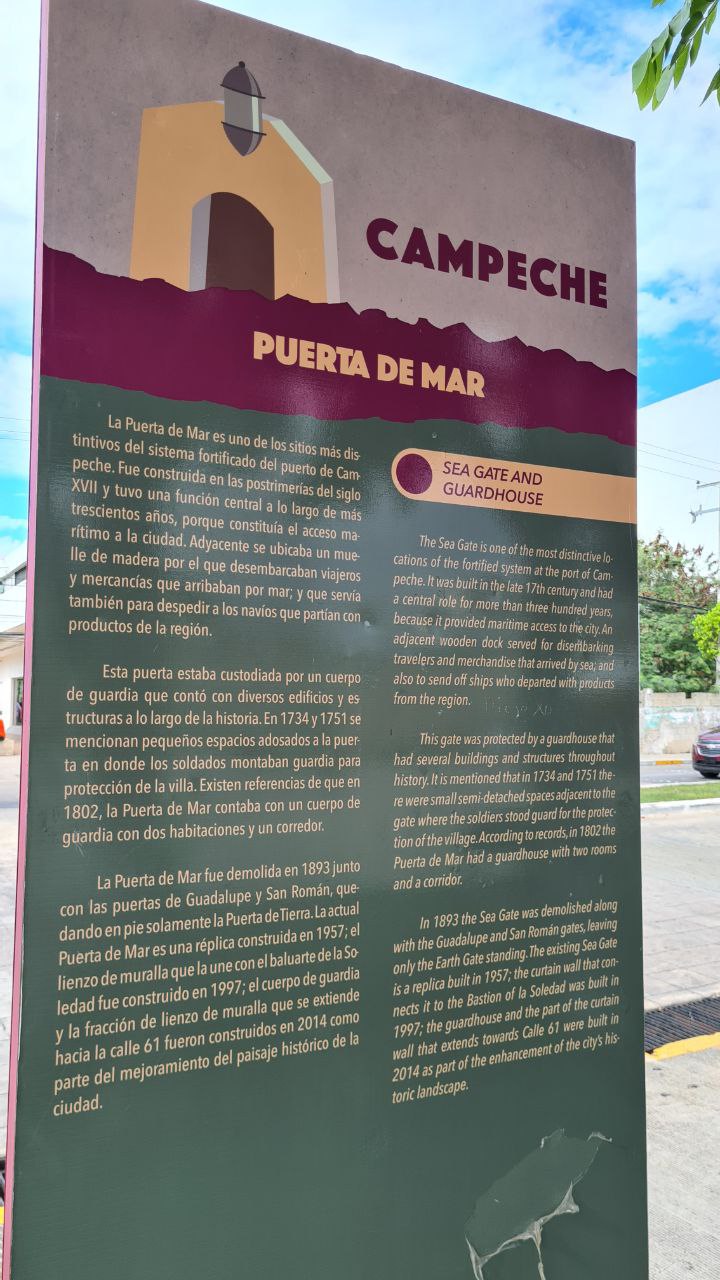 CAMPECHE
PUERTA DE MAR
La Puerta de Mar es uno de los sitios más dis-
tintivos del sistema fortificado del puerto de Cam-
peche. Fue construida en las postrimerías del siglo
XVII y tuvo una función central a lo largo de más
trescientos años, porque constituía el acceso ma-
rítimo a la ciudad. Adyacente se ubicaba un mue-
lle de madera por el que desembarcaban viajeros
y mercancías que arribaban por mar; y que servía
también para despedir a los navíos que partían con
productos de la región.
Esta puerta estaba custodiada por un cuerpo
de guardia que contó con diversos edificios y es-
tructuras a lo largo de la historia. En 1734 y 1751 se
mencionan pequeños espacios adosados a la puer-
ta en donde los soldados montaban guardia para
protección de la villa. Existen referencias de que en
1802, la Puerta de Mar contaba con un cuerpo de
guardia con dos habitaciones y un corredor.
La Puerta de Mar fue demolida en 1893 junto
con las puertas de Guadalupe y San Román, que-
dando en pie solamente la Puerta de Tierra. La actual
Puerta de Mar es una réplica construida en 1957; el
lienzo de muralla que la une con el baluarte de la So-
ledad fue construido en 1997; el cuerpo de guardia
y la fracción de lienzo de muralla que se extiende
hacia la calle 61 fueron construidos en 2014 como
parte del mejoramiento del paisaje histórico de la
ciudad.
SEA GATE AND
GUARDHOUSE
The Sea Gate is one of the most distinctive lo-
cations of the fortified system at the port of Cam-
peche. It was built in the late 17th century and had
a central role for more than three hundred years,
because it provided maritime access to the city. An
adjacent wooden dock served for disembarking
travelers and merchandise that arrived by sea; and
also to send off ships who departed with products
from the region.
This gate was protected by a guardhouse that
had several buildings and structures throughout
history. It is mentioned that in 1734 and 1751 the-
re were small semi-detached spaces adjacent to the
gate where the soldiers stood guard for the protec-
tion of the village. According to records, in 1802 the
Puerta de Mar had a guardhouse with two rooms
and a corridor.
In 1893 the Sea Gate was demolished along
with the Guadalupe and San Román gates, leaving
only the Earth Gate standing. The existing Sea Gate
is a replica built in 1957; the curtain wall that con-
nects it to the Bastion of la Soledad was built in
1997; the guardhouse and the part of the curtain
wall that extends towards Calle 61 were built in
2014 as part of the enhancement of the city's his-
toric landscape.